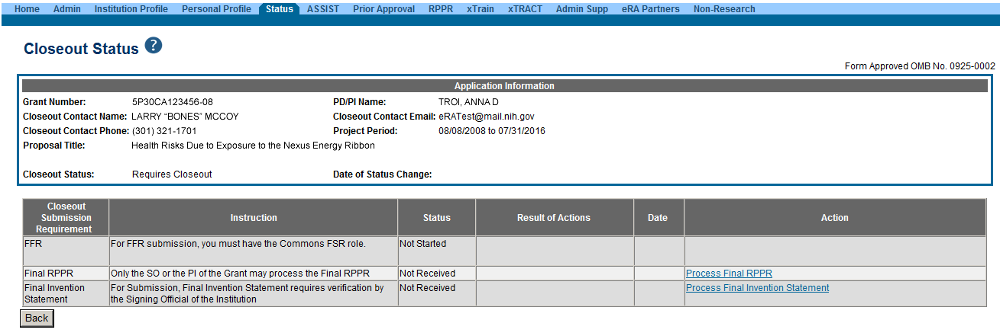 Home Admin Institution Profile Personal Profile Status ASSIST Prior Approval RPPR xTrain xTRACT Admin Supp eRA Partners Non-Research
Closeout Status ?
Form Approved OMB No. 0925-0002
Application Information
Grant Number: 5P30CA123456-08 PD/PI Name: TROI, ANNA D
Closeout Contact Name: LARRY "BONES" MCCOY Closeout Contact Email: eRATest@mail.nih.gov
Closeout Contact Phone: (301) 321-1701 Project Period: 08/08/2008 to 07/31/2016
Proposal Title: Health Risks Due to Exposure to the Nexus Energy Ribbon
Closeout Status: Requires Closeout Date of Status Change:
Closeout
Submission
Requirement
Instruction Status Result of Actions Date Action
FFR For FFR submission, you must have the Commons FSR role. Not Started
Final RPPR Only the SO or the PI of the Grant may process the Final RPPR Not Received Process Final RPPR
Final Invention
Statement
For Submission, Final Invention Statement requires verification by
the Signing Official of the Institution
Not Received Process Final Invention Statement
Back